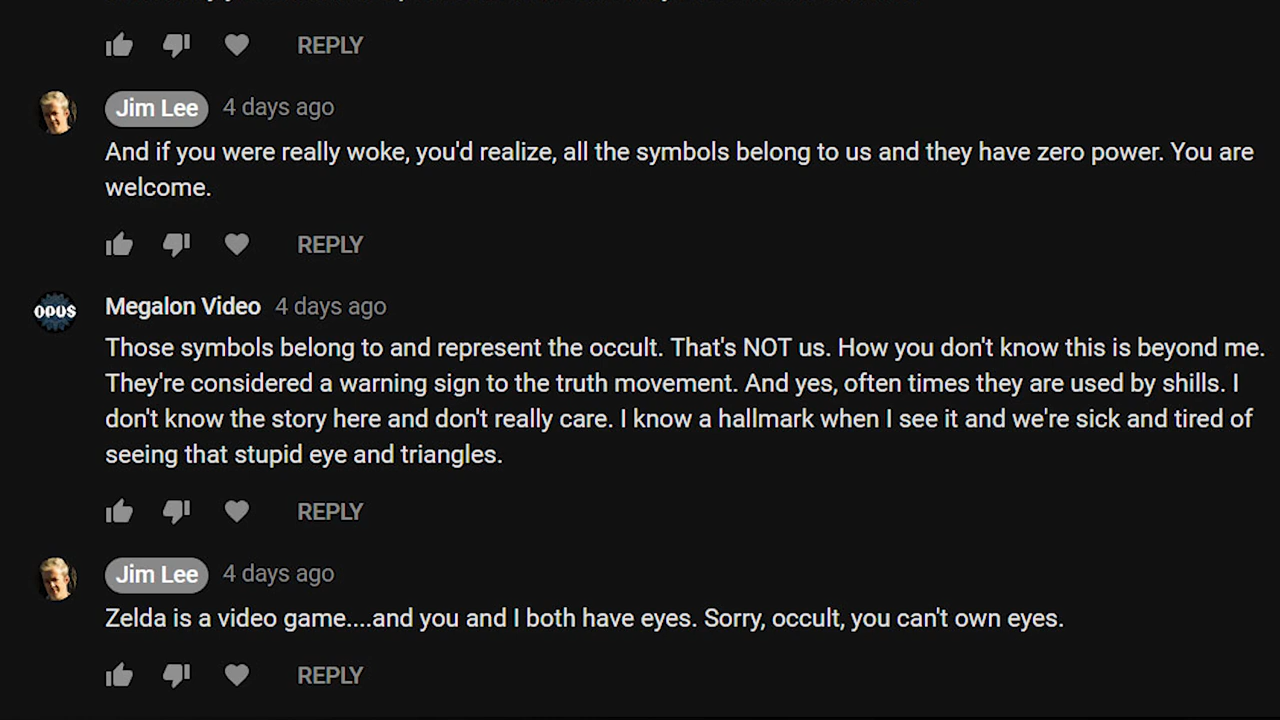 REPLY
Jim Lee 4 days ago
And if you were really woke, you'd realize, all the symbols belong to us and they have zero power. You are
welcome.
REPLY
OPUS
Megalon Video 4 days ago
Those symbols belong to and represent the occult. That's NOT us. How you don't know this is beyond me.
They're considered a warning sign to the truth movement. And yes, often times they are used by shills. I
don't know the story here and don't really care. I know a hallmark when I see it and we're sick and tired of
seeing that stupid eye and triangles.
REPLY
Jim Lee 4 days ago
Zelda is a video game....and you and I both have eyes. Sorry, occult, you can't own eyes.
REPLY